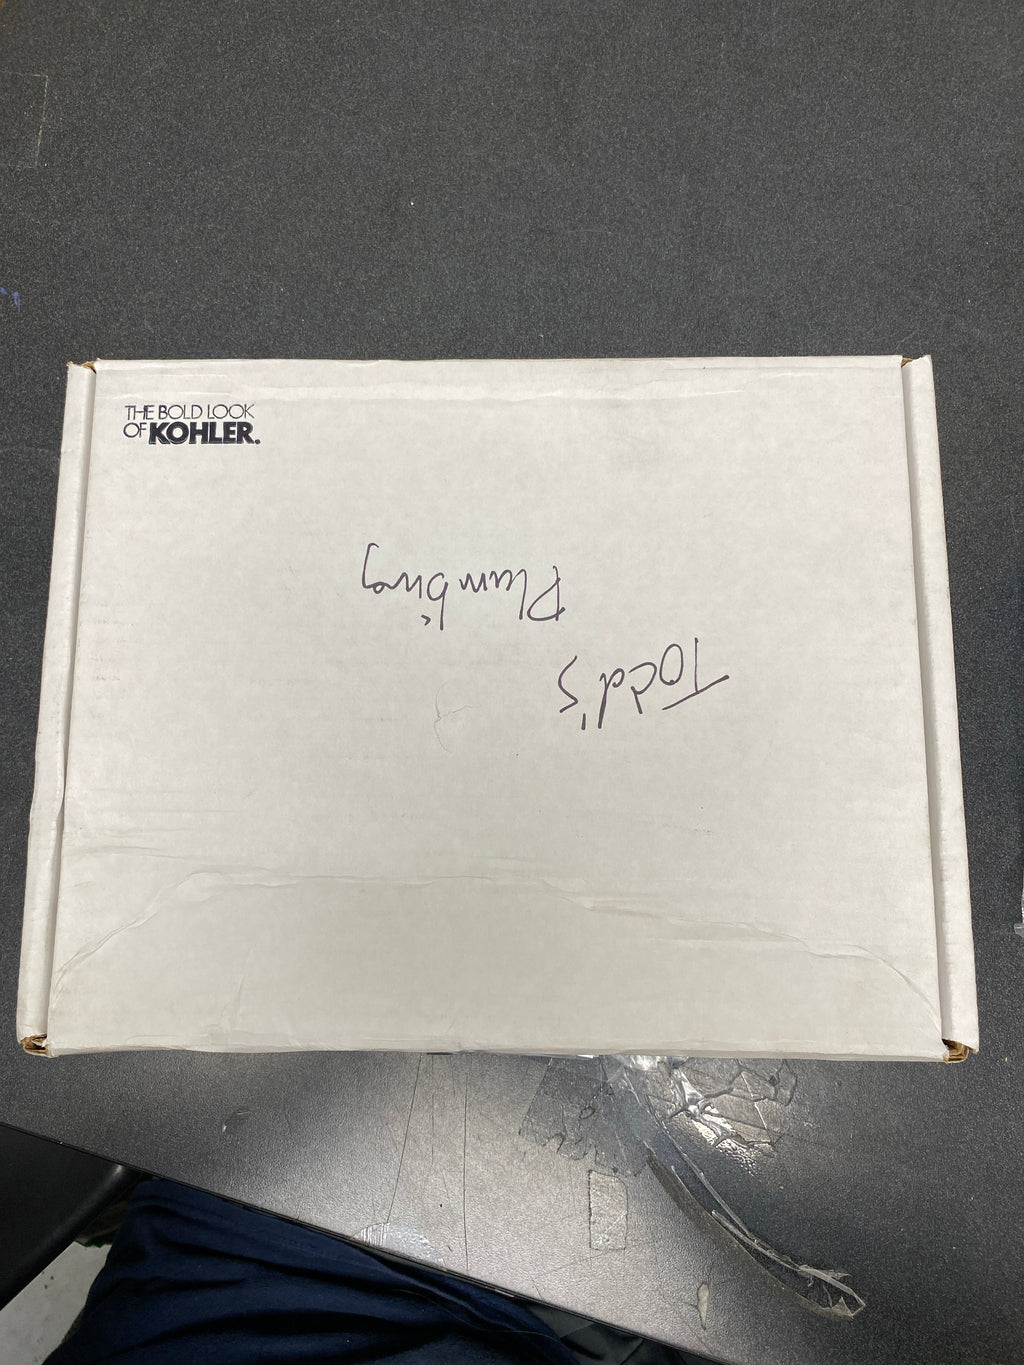 THE BOLD LOOK
OF KOHLER.
Todd's
Plumbing